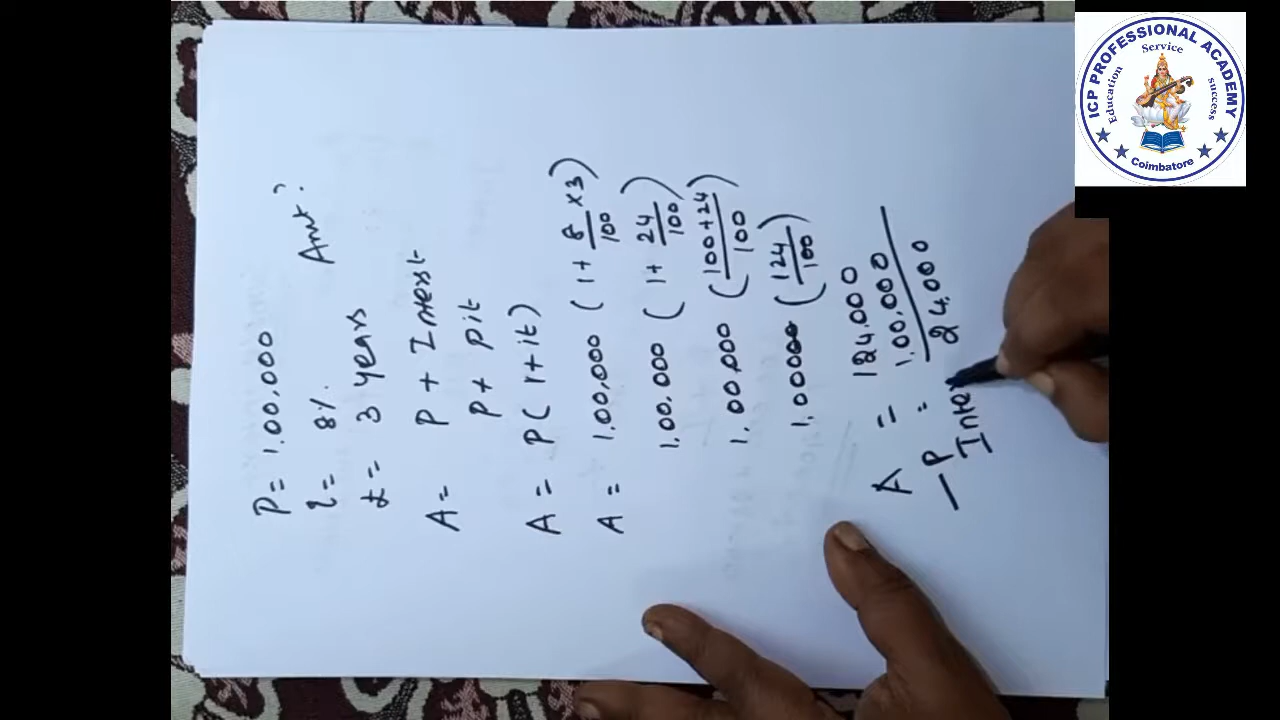 P = 1,00,000
i = 8%. Amt?
t = 3 years
A = P + Interest
P + pit
A = P ( 1 + it )
A = 1,00,000 ( 1 + 8/100 x 3 )
1,00,000 ( 1 + 24/100 )
1,00,000 ( 100+24/100 )
1,00000 ( 124/100 )
A = 124,000
- P = 1,00,000
Inte 24,000
ICP PROFESSIONAL ACADEMY
Service
Education
success
Coimbatore